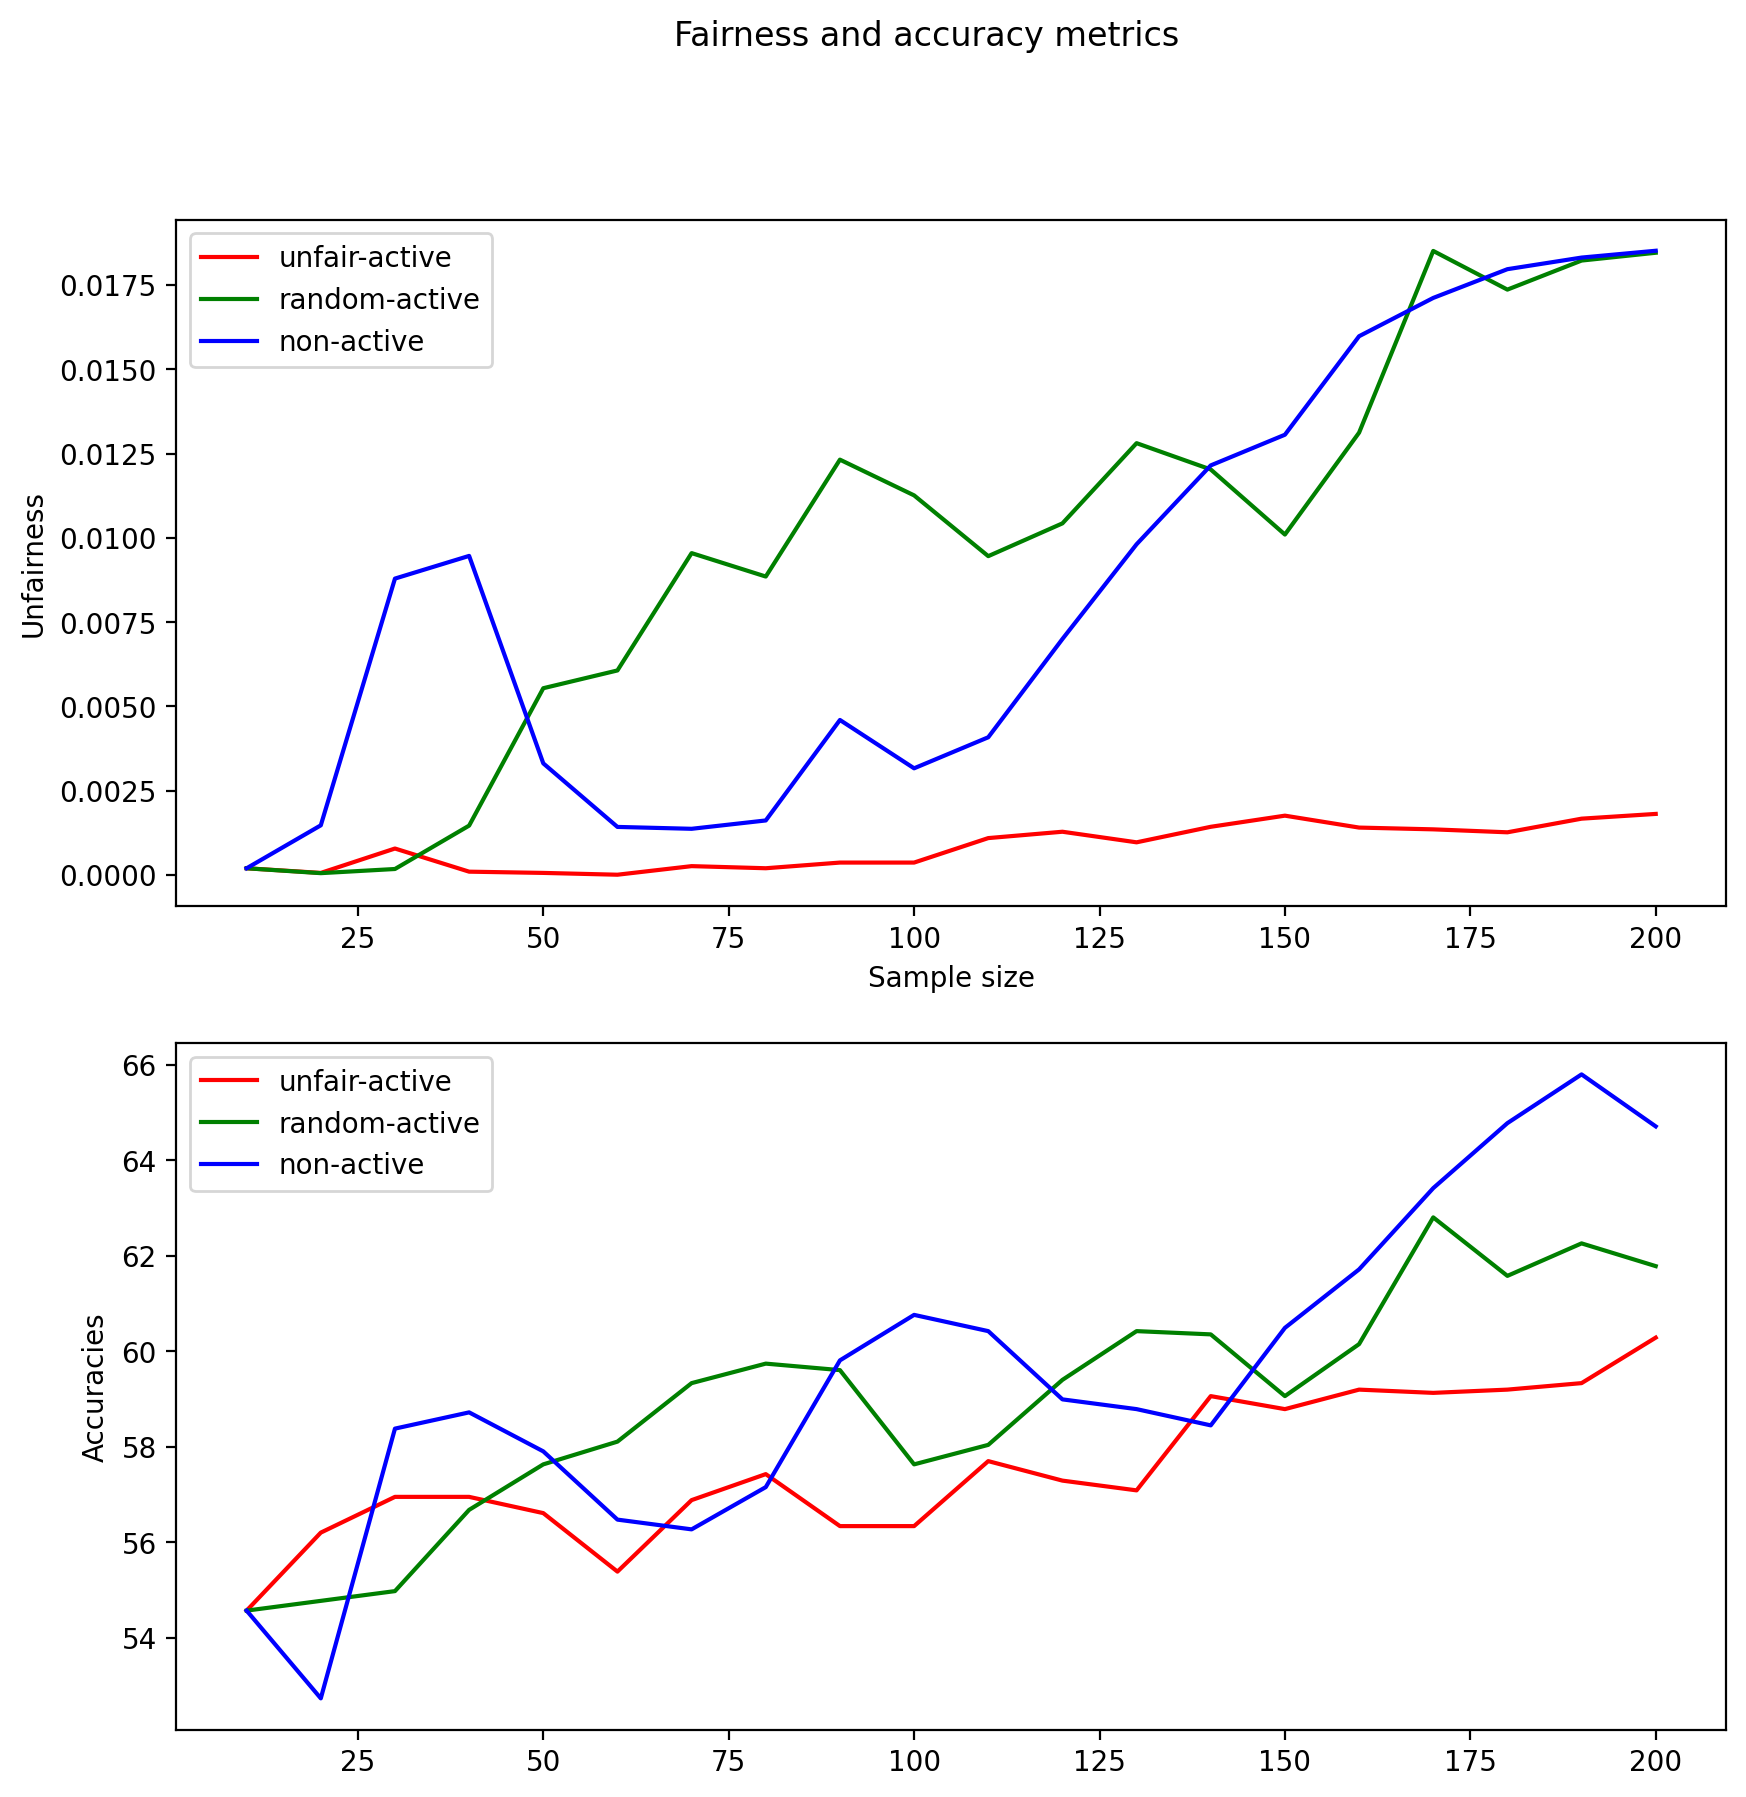 Fairness and accuracy metrics
unfair-active
random-active
non-active
0.0175
0.0150
0.0125
0.0100
0.0075
0.0050
0.0025
0.0000
Unfairness
25 50 75 100 125 150 175 200
Sample size
unfair-active
random-active
non-active
66
64
62
60
58
56
54
Accuracies
25 50 75 100 125 150 175 200